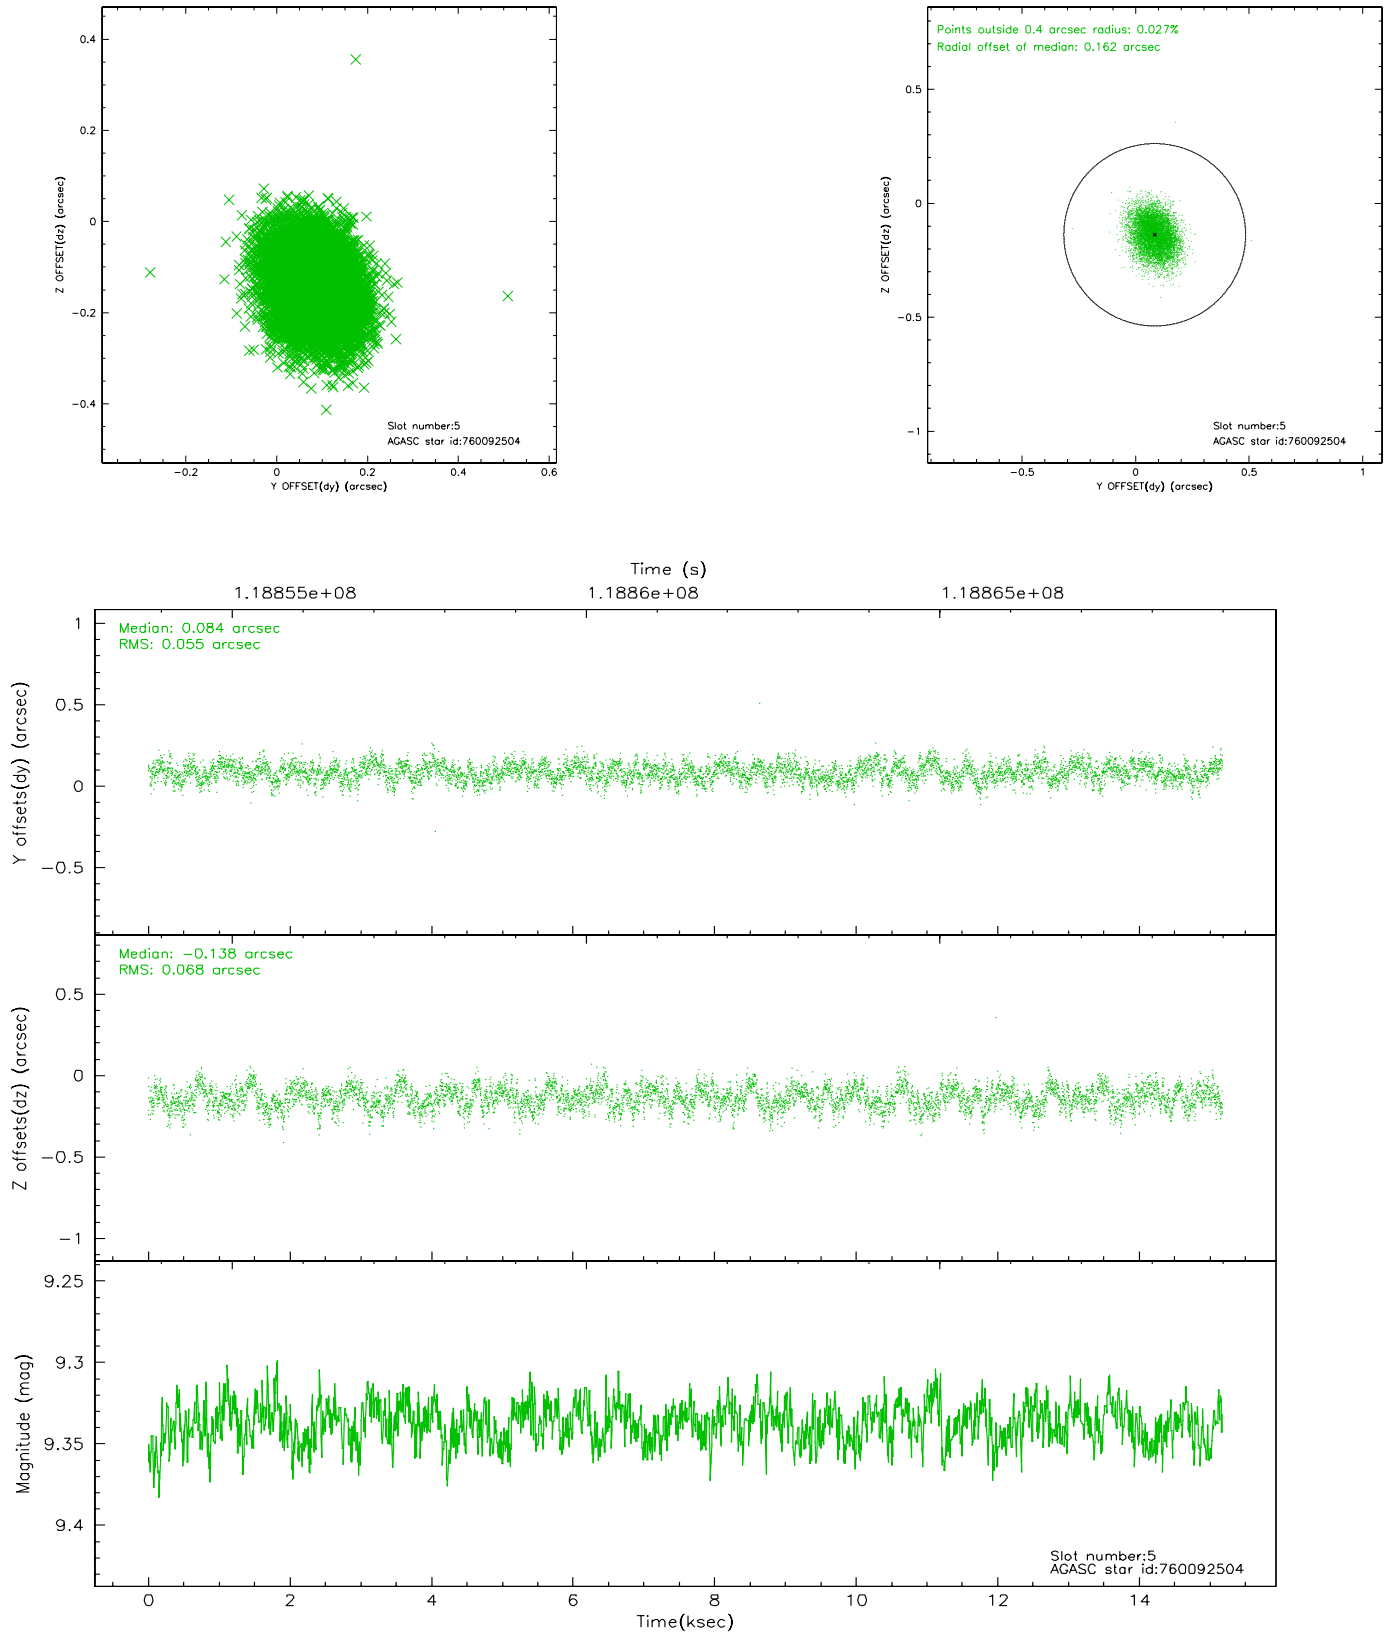 0.4
0.2
0
−0.2
−0.4
Z OFFSET(dz) (arcsec)
Slot number:5
AGASC star id:760092504
−0.2
0
0.2
0.4
0.6
Y OFFSET(dy) (arcsec)
Points outside 0.4 arcsec radius: 0.027%
Radial offset of median: 0.162 arcsec
0.5
0
−0.5
−1
Z OFFSET(dz) (arcsec)
Slot number:5
AGASC star id:760092504
−0.5
0
0.5
1
Y OFFSET(dy) (arcsec)
Time (s)
1.18855e+08
1.1886e+08
1.18865e+08
Median: 0.084 arcsec
RMS: 0.055 arcsec
1
0.5
0
−0.5
Y offsets(dy) (arcsec)
Median: −0.138 arcsec
RMS: 0.068 arcsec
0.5
0
−0.5
−1
Z offsets(dz) (arcsec)
9.25
9.3
9.35
9.4
Magnitude (mag)
Slot number:5
AGASC star id:760092504
0
2
4
6
8
10
12
14
Time(ksec)